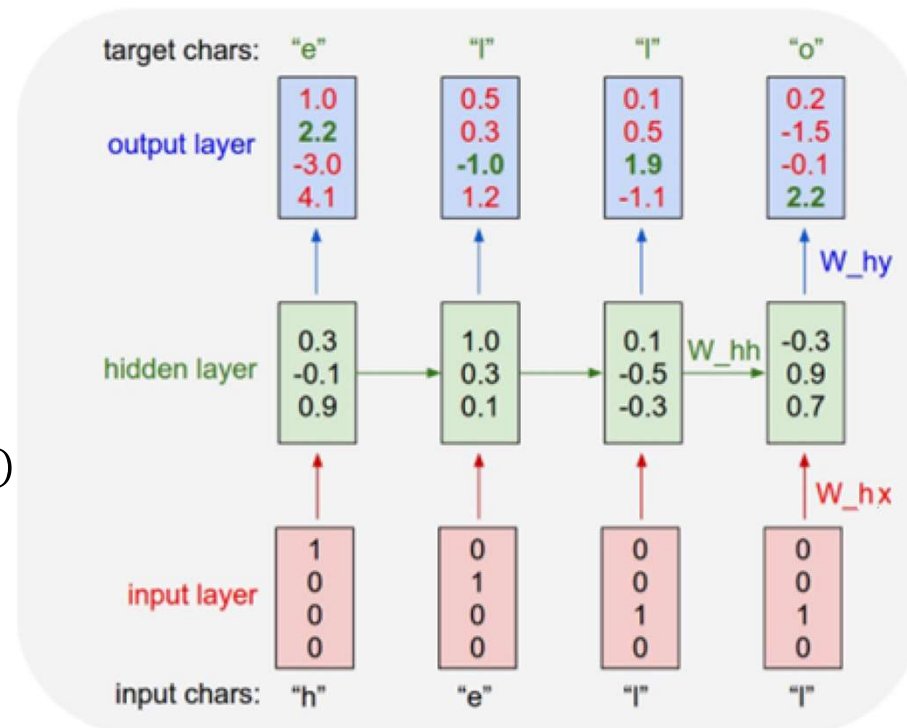 target chars: “e” “l” “l” “o”
1.0 0.5 0.1 0.2
2.2 0.3 0.5 -1.5
-3.0 -1.0 1.9 -0.1
4.1 1.2 -1.1 2.2
output layer
W_hy
0.3 1.0 0.1 -0.3
-0.1 0.3 -0.5 0.9
0.9 0.1 -0.3 0.7
hidden layer
W_hh
)
W_hx
1 0 0 0
0 1 0 0
0 0 1 1
0 0 0 0
input layer
input chars: “h” “e” “l” “l”